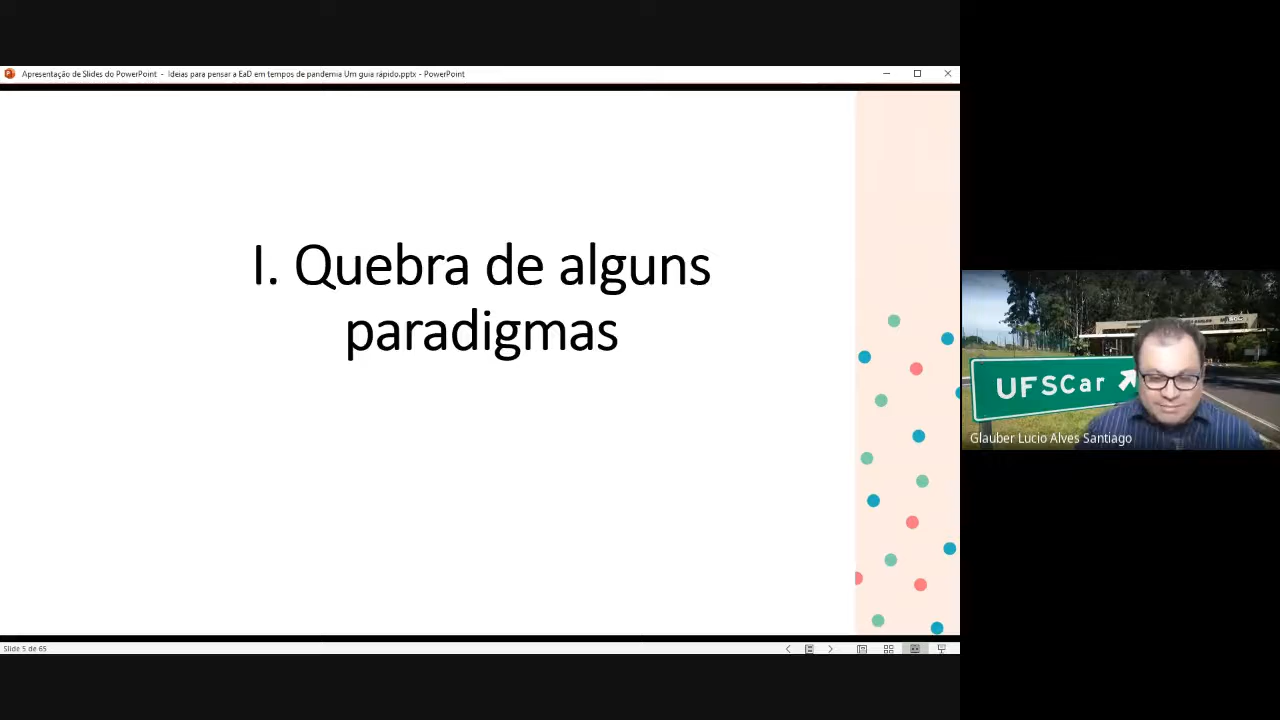 Apresentação de Slides do PowerPoint - Ideias para pensar a EaD em tempos de pandemia Um guia rápido.pptx - PowerPoint
I. Quebra de alguns
paradigmas
UFSCar
Glauber Lucio Alves Santiago
Slide 5 de 65